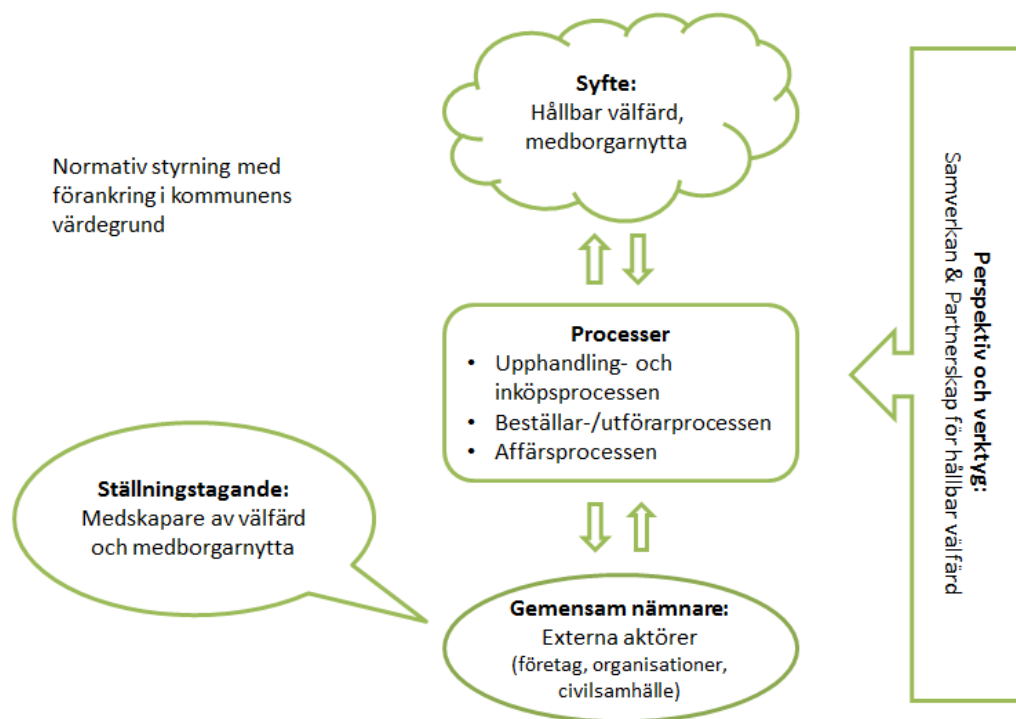 Syfte:
Hållbar välfärd,
medborgarnytta
Normativ styrning med
förankring i kommunens
värdegrund
Processer
• Upphandling- och
inköpsprocessen
• Beställar-/utförarprocessen
• Affärsprocessen
Ställningstagande:
Medskapare av välfärd
och medborgarnytta
Gemensam nämnare:
Externa aktörer
(företag, organisationer,
civilsamhälle)
Perspektiv och verktyg:
Samverkan & Partnerskap för hållbar välfärd